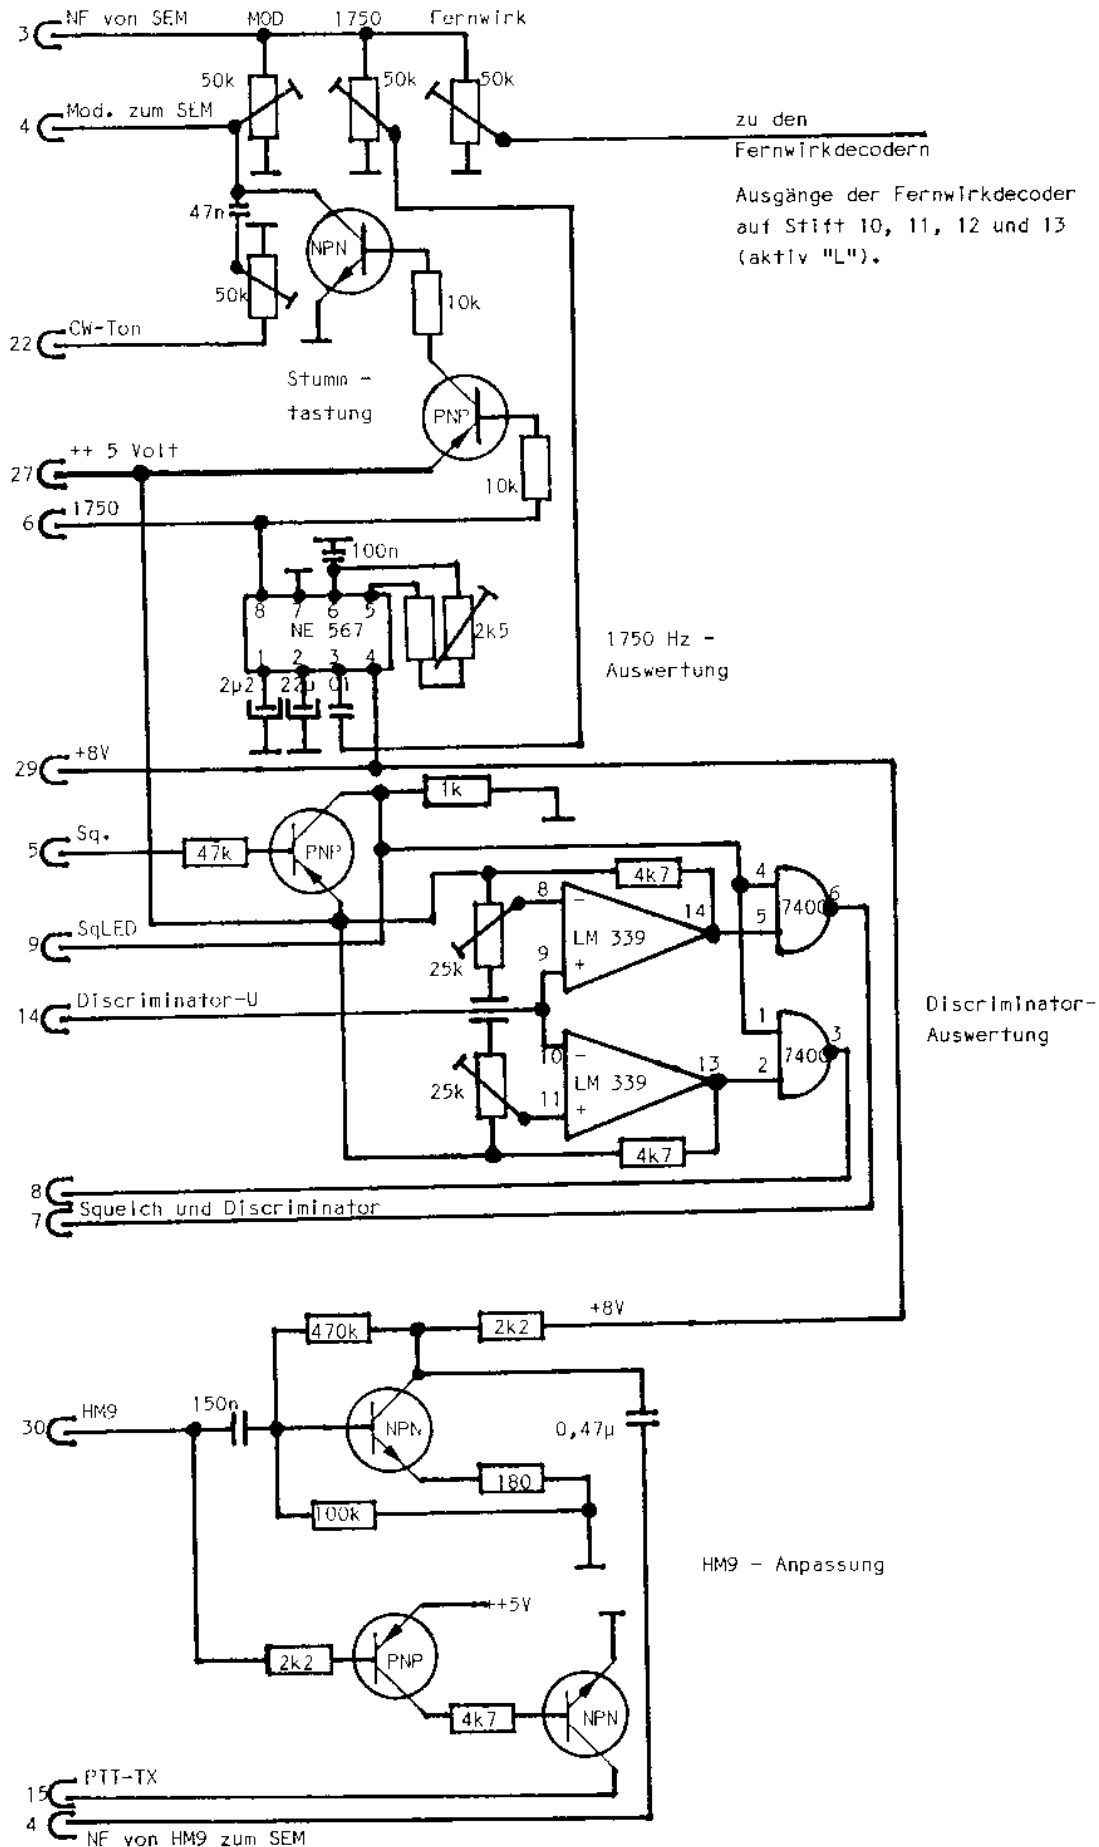 NF von SEM MOD 1750 Fernwirk
3
50k 50k 50k
Mod. zum SEM
4
zu den
Fernwirkdecodern
Ausgänge der Fernwirkdecoder
auf Stift 10, 11, 12 und 13
(aktiv "L").
47n
NPN
50k
10k
CW-Ton
22
Stumm -
tastung
PNP
++ 5 Volt
27
10k
1750
6
100n
8 7 6 5
NE 567
2k5
1 2 3 4
2µ2 22µ 0,1
1750 Hz -
Auswertung
+8V
29
1k
Sq.
5
47k
PNP
4k7
8
-
14
LM 339
9
+
4
6
7400
5
SqLED
9
25k
Discriminator-U
14
Discriminator-
Auswertung
10
-
13
LM 339
11
+
25k
1
3
7400
2
4k7
8
Squelch und Discriminator
7
+8V
470k
2k2
150n
HM9
30
NPN
0,47µ
180
100k
HM9 - Anpassung
++5V
2k2
PNP
4k7
NPN
PTT-TX
15
4
NF von HM9 zum SEM